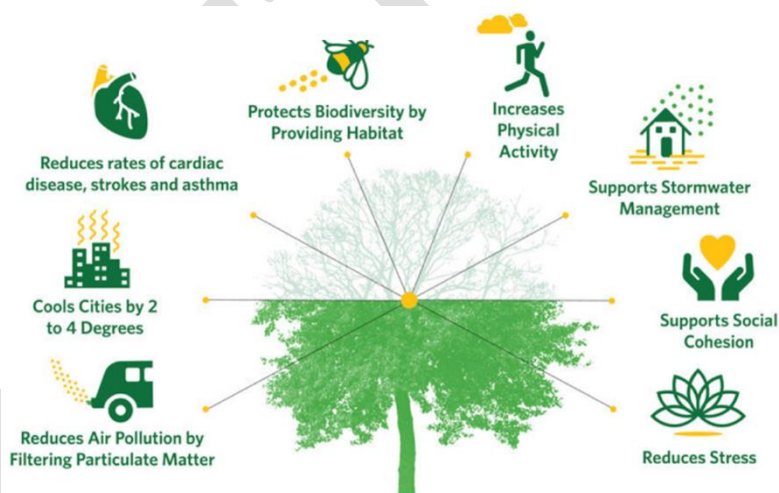 Protects Biodiversity by
Providing Habitat
Increases
Physical
Activity
Reduces rates of cardiac
disease, strokes and asthma
Supports Stormwater
Management
Cools Cities by 2
to 4 Degrees
Supports Social
Cohesion
Reduces Air Pollution by
Filtering Particulate Matter
Reduces Stress